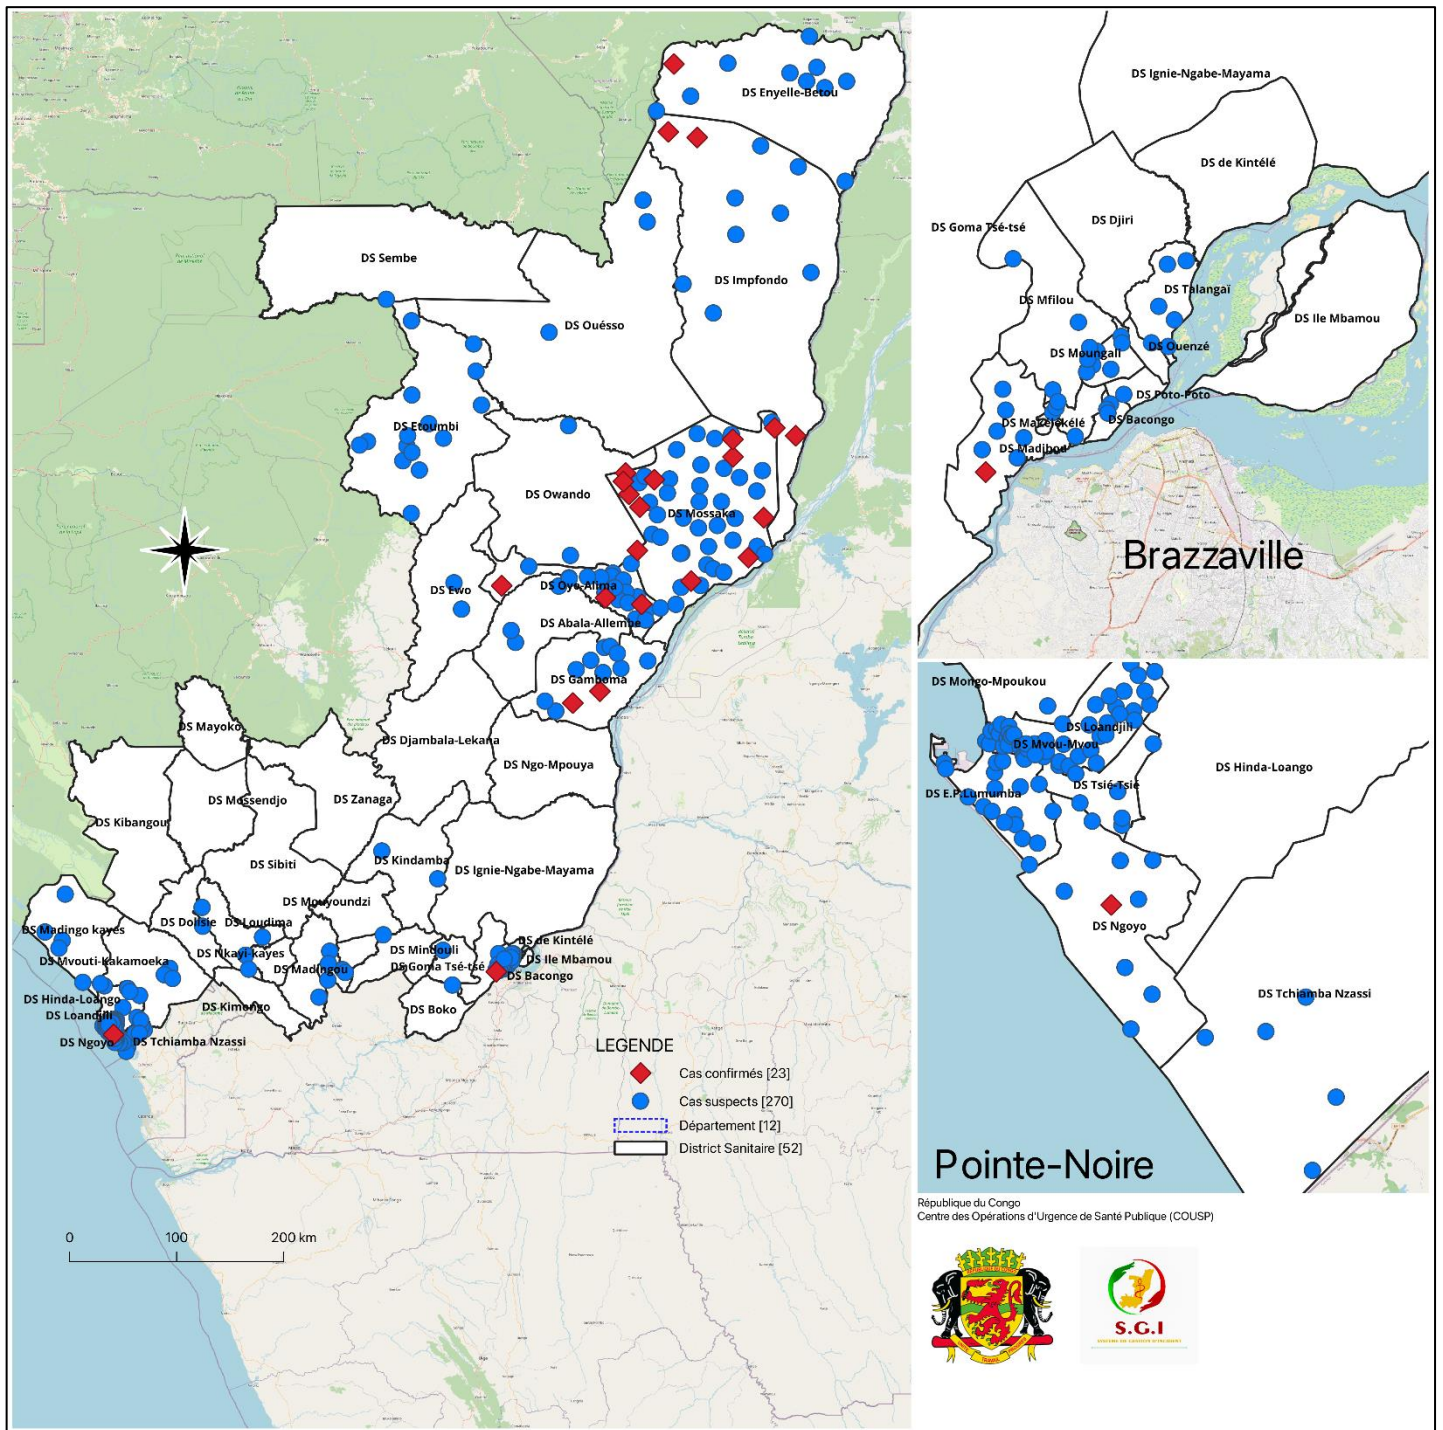 DS Enyelle-Betou
DS Sembe
DS Impfondo
DS Ouésso
DS Etoumbi
DS Owando
DS Mossaka
DS Ewo
DS Oyo-Alima
DS Abala-Allembe
DS Gamboma
DS Mayoko
DS Djambala-Lekana
DS Ngo-Mpouya
DS Mossendjo
DS Zanaga
DS Kibangou
DS Sibiti
DS Kindamba
DS Ignie-Ngabe-Mayama
DS Mouyoundzi
DS Dolisie
DS Loudima
DS Madingo kayes
DS Nkayi-kayes
DS Mindouli
DS de Kintélé
DS Mvouti-Kakamoeka
DS Madingou
DS Goma Tsé-tsé
DS Ile Mbamou
DS Bacongo
DS Hinda-Loango
DS Kimongo
DS Boko
DS Loandjili
DS Ngoyo
DS Tchiamba Nzassi
LEGENDE
Cas confirmés [23]
Cas suspects [270]
Département [12]
District Sanitaire [52]
0 100 200 km
DS Ignie-Ngabe-Mayama
DS de Kintélé
DS Goma Tsé-tsé
DS Djiri
DS Talangaï
DS Mfilou
DS Ile Mbamou
DS Moungali
DS Ouenzé
DS Poto-Poto
DS Makélékélé
DS Bacongo
DS Madibou
Brazzaville
DS Mongo-Mpoukou
DS Loandjili
DS Mvou-Mvou
DS Hinda-Loango
DS E.P.Lumumba
DS Tsié-Tsié
DS Ngoyo
DS Tchiamba Nzassi
Pointe-Noire
République du Congo
Centre des Opérations d'Urgence de Santé Publique (COUSP)
S.G.I